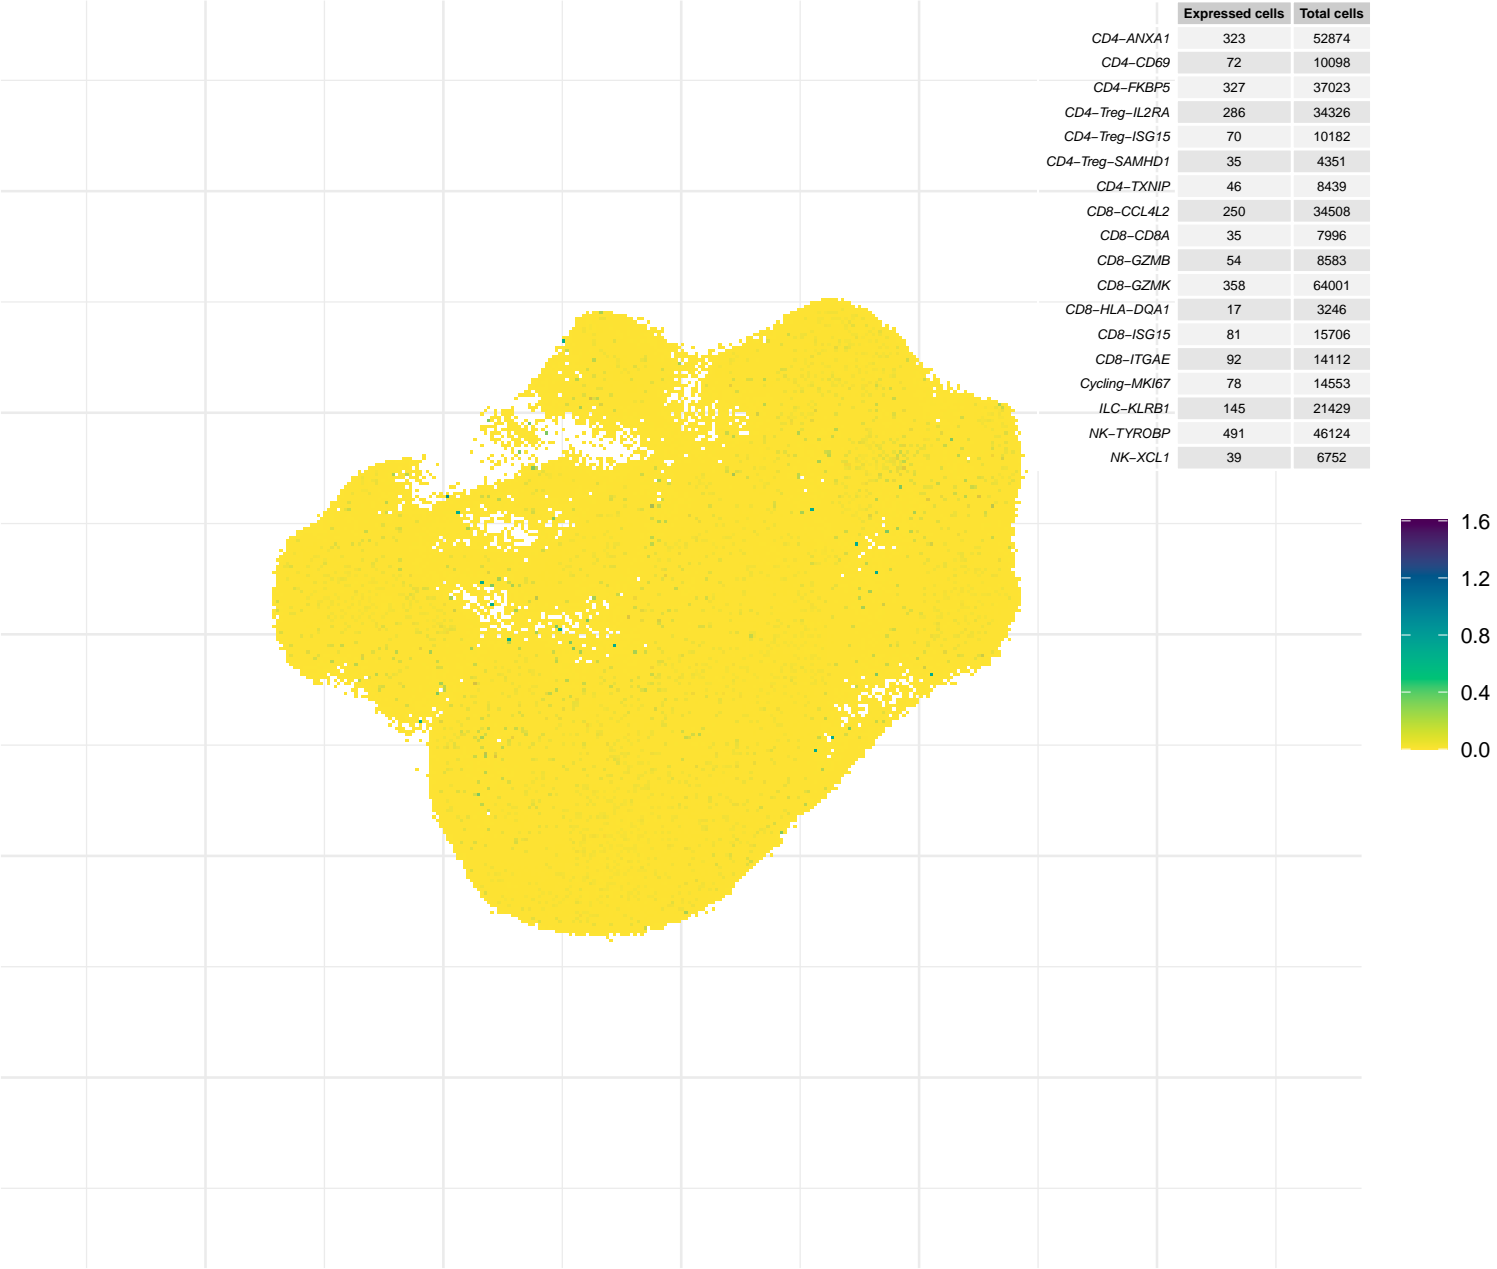 Expressed cells Total cells
CD4−ANXA1 323 52874
CD4−CD69 72 10098
CD4−FKBP5 327 37023
CD4−Treg−IL2RA 286 34326
CD4−Treg−ISG15 70 10182
CD4−Treg−SAMHD1 35 4351
CD4−TXNIP 46 8439
CD8−CCL4L2 250 34508
CD8−CD8A 35 7996
CD8−GZMB 54 8583
CD8−GZMK 358 64001
CD8−HLA−DQA1 17 3246
CD8−ISG15 81 15706
CD8−ITGAE 92 14112
Cycling−MKI67 78 14553
ILC−KLRB1 145 21429
NK−TYROBP 491 46124
NK−XCL1 39 6752
1.6
1.2
0.8
0.4
0.0